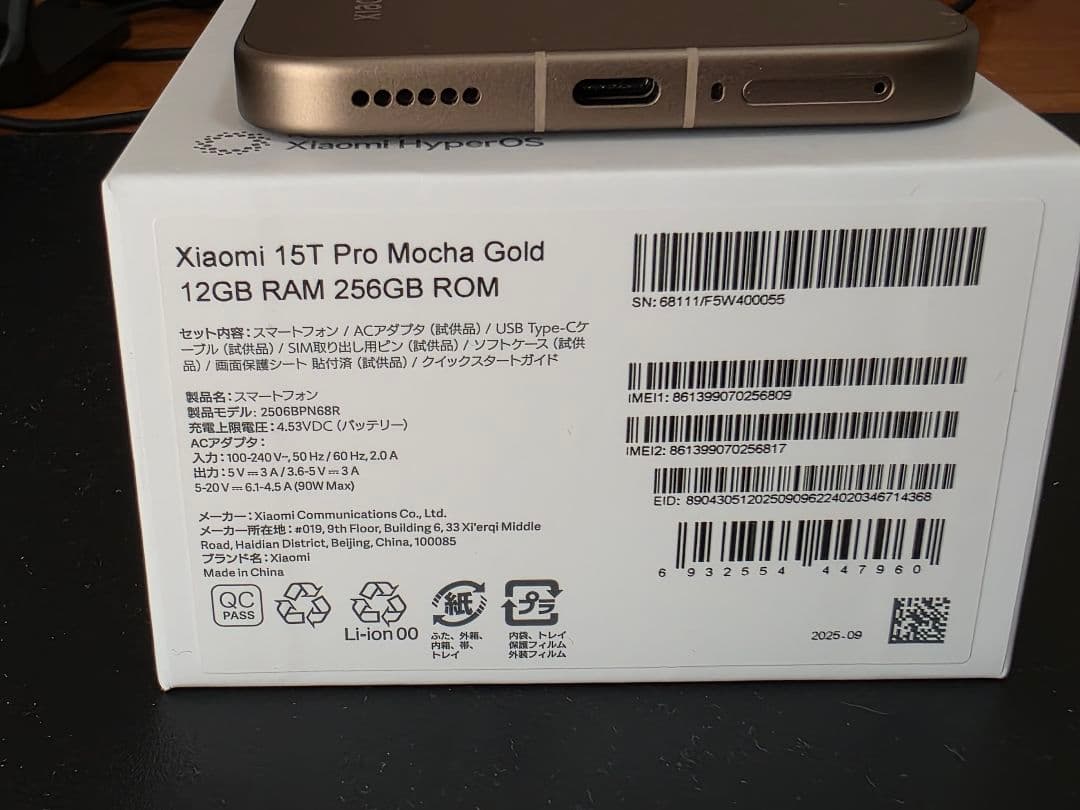 Xiaomi HyperOS
Xiaomi 15T Pro Mocha Gold
12GB RAM 256GB ROM
セット内容：スマートフォン / ACアダプタ（試供品）/ USB Type-Cケ
ーブル（試供品）/ SIM取り出し用ピン（試供品）/ ソフトケース（試供
品）/ 画面保護シート 貼付済（試供品）/ クイックスタートガイド
製品名：スマートフォン
製品モデル: 2506BPN68R
充電上限電圧：4.53VDC（バッテリー）
ACアダプタ：
入力：100-240 V~, 50 Hz / 60 Hz, 2.0 A
出力：5 V⎓3 A / 3.6-5 V⎓3 A
5-20 V⎓6.1-4.5 A (90W Max)
メーカー：Xiaomi Communications Co., Ltd.
メーカー所在地：#019, 9th Floor, Building 6, 33 Xi'erqi Middle
Road, Haidian District, Beijing, China, 100085
ブランド名：Xiaomi
Made in China
QC
PASS
Li-ion 00
紙
ふた、外箱、
内箱、帯、
トレイ
プラ
内袋、トレイ
保護フィルム
外装フィルム
SN: 68111/F5W400055
IMEI1: 861399070256809
IMEI2: 861399070256817
EID: 89043051202509096224020346714368
6 932554 447960
2025-09